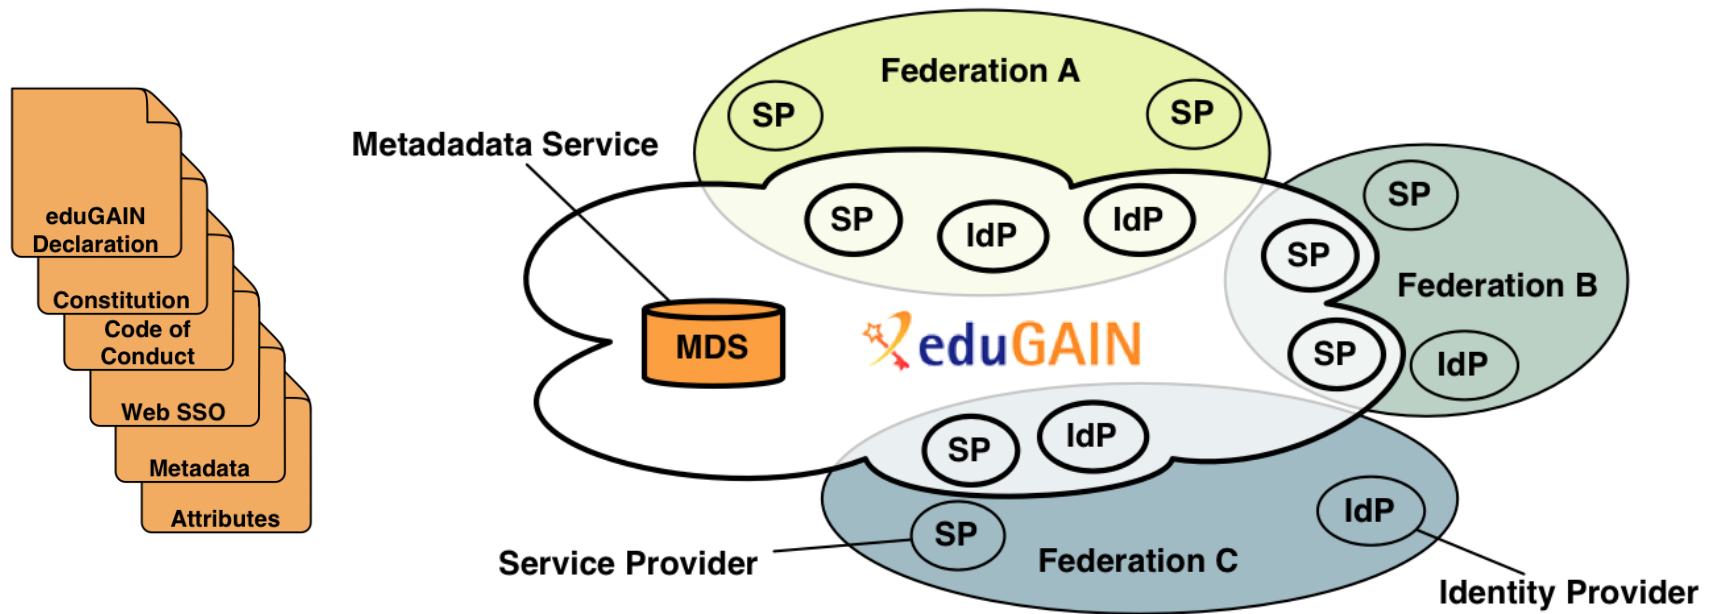 eduGAIN
Declaration
Constitution
Code of
Conduct
Web SSO
Metadata
Attributes
Metadadata Service
MDS
Federation A
SP
SP
SP
IdP
IdP
eduGAIN
SP
SP
Federation B
SP
IdP
SP
IdP
SP
IdP
Federation C
Service Provider
Identity Provider